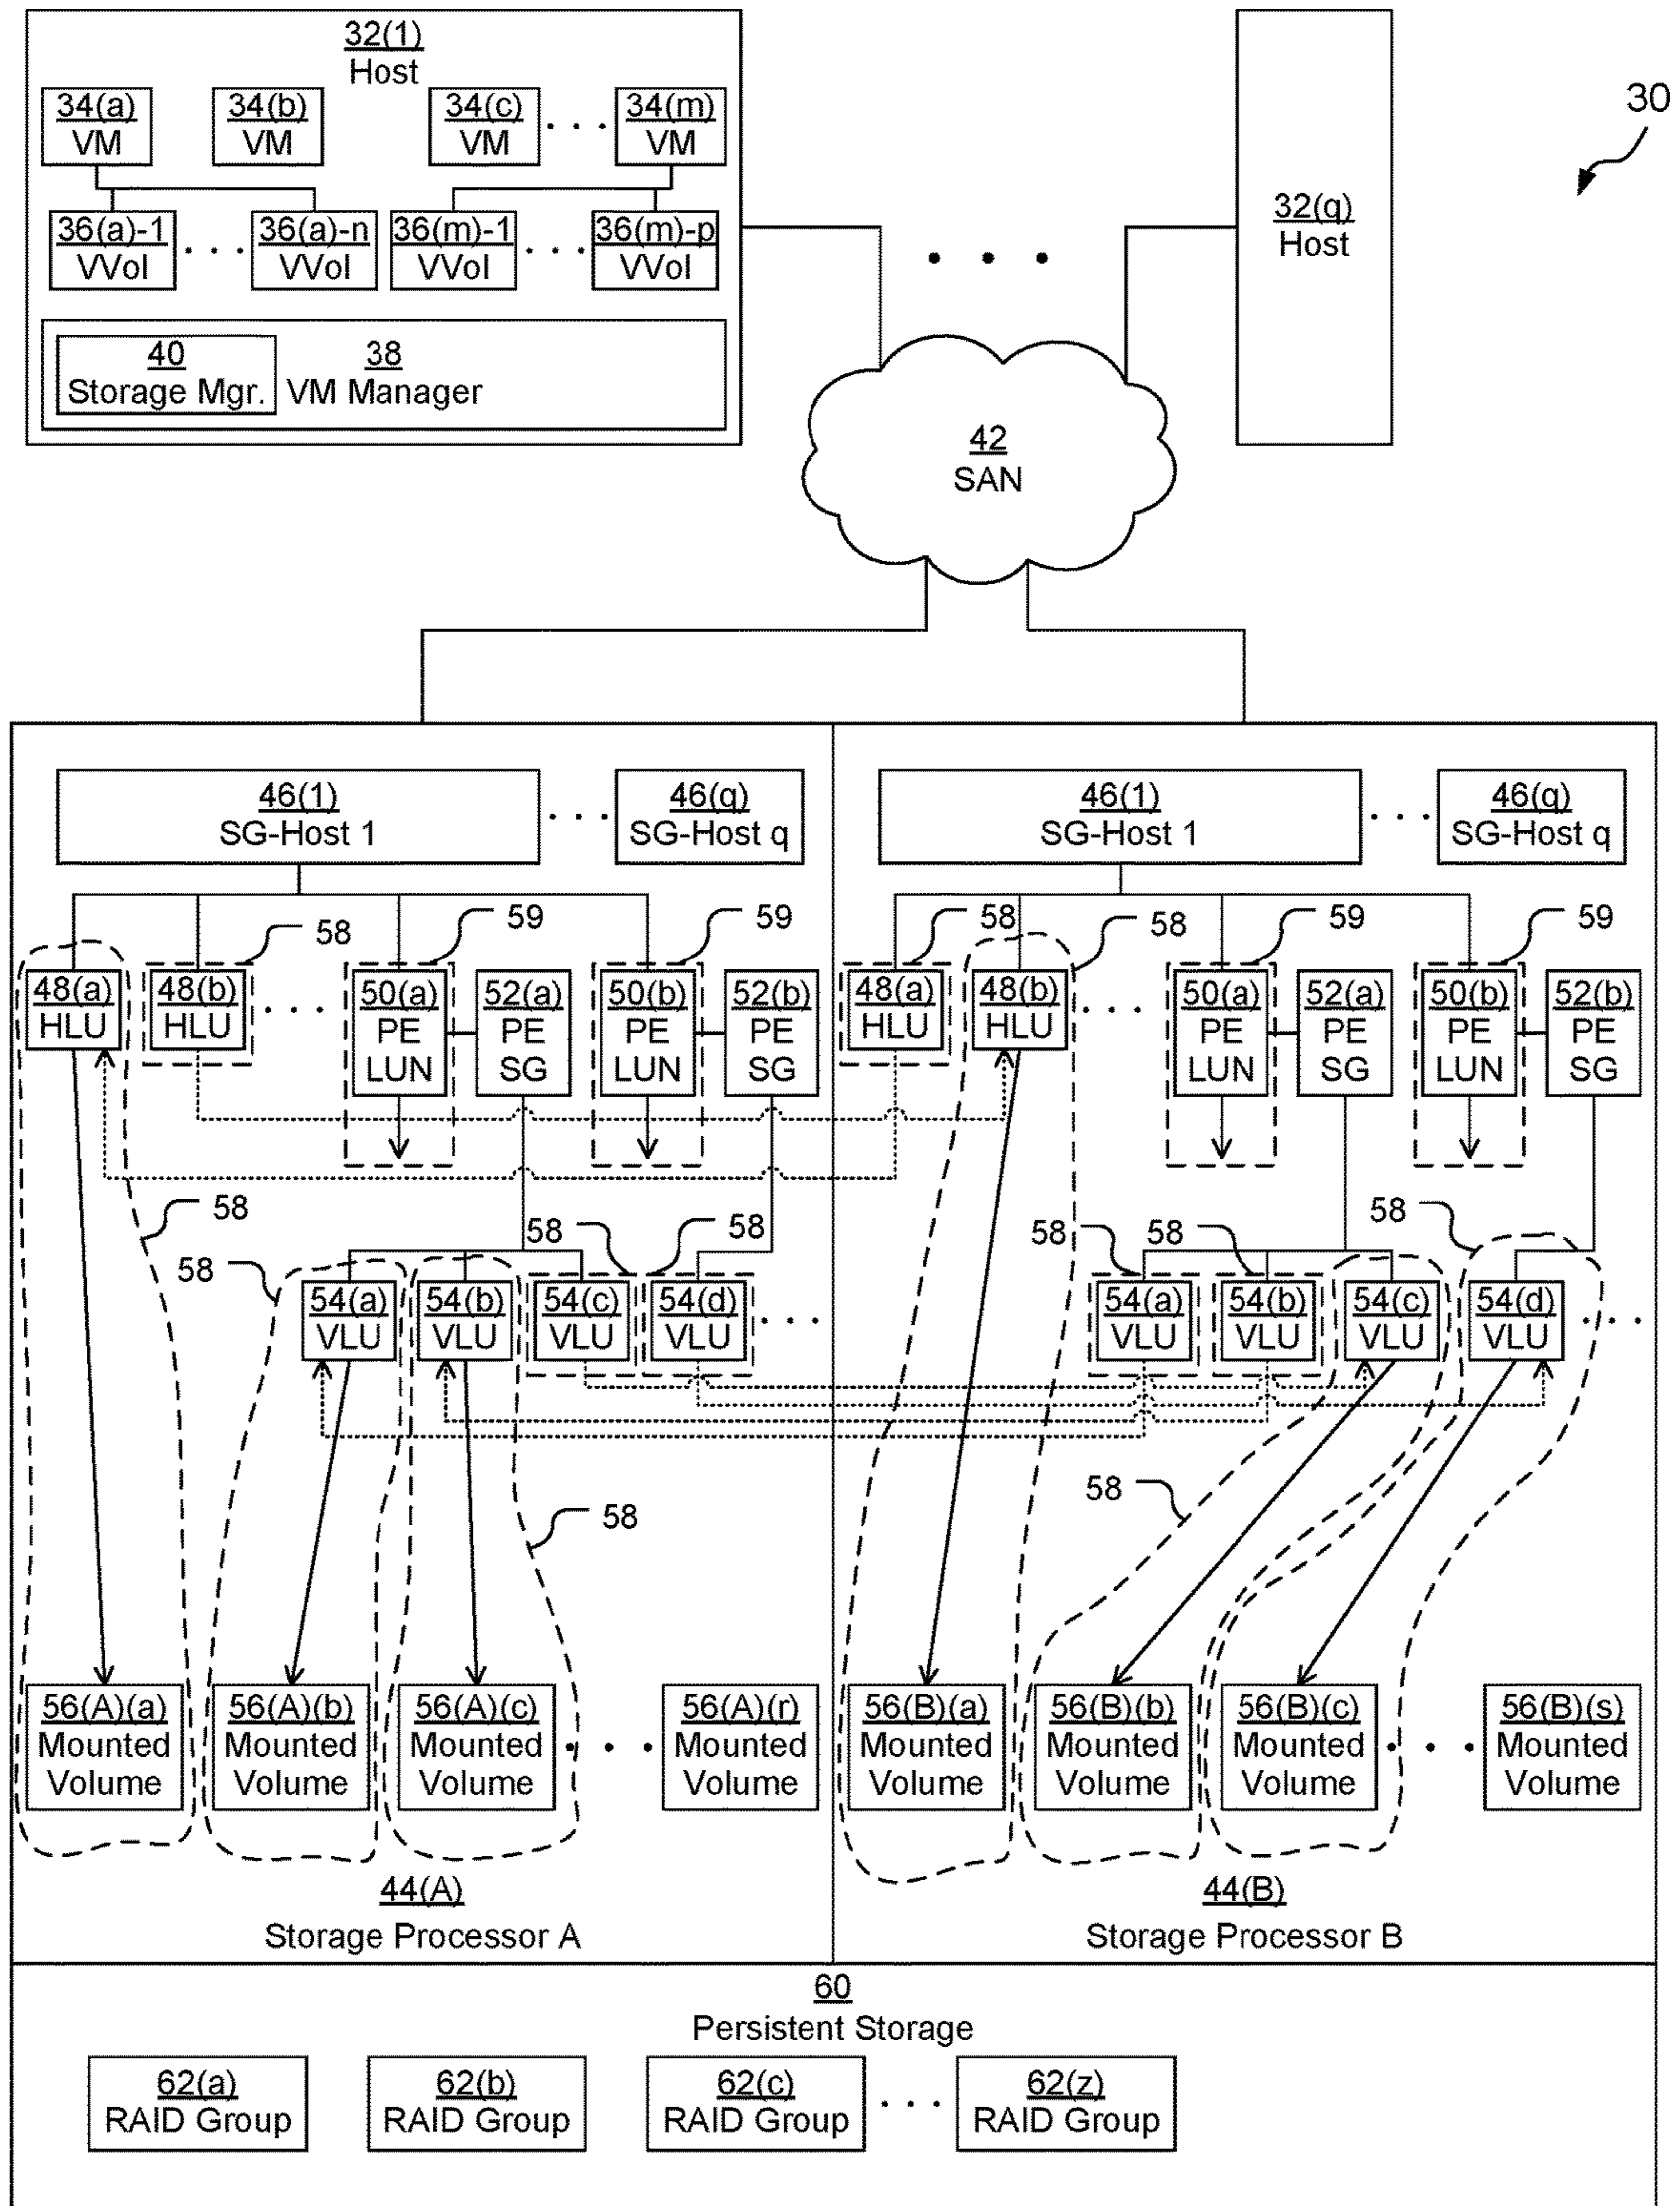 32(1)
Host
34(a)
VM
34(b)
VM
34(c)
VM
. . .
34(m)
VM
36(a)-1
VVol
. . .
36(a)-n
VVol
36(m)-1
VVol
. . .
36(m)-p
VVol
40
Storage Mgr.
38
VM Manager
. . .
32(q)
Host
30
42
SAN
46(1)
SG-Host 1
. . .
46(q)
SG-Host q
46(1)
SG-Host 1
. . .
46(q)
SG-Host q
58
59
59
58
58
59
59
48(a)
HLU
48(b)
HLU
. . .
50(a)
PE
LUN
52(a)
PE
SG
50(b)
PE
LUN
52(b)
PE
SG
48(a)
HLU
48(b)
HLU
. . .
50(a)
PE
LUN
52(a)
PE
SG
50(b)
PE
LUN
52(b)
PE
SG
58
58
58
58
58
58
58
54(a)
VLU
54(b)
VLU
54(c)
VLU
54(d)
VLU
. . .
54(a)
VLU
54(b)
VLU
54(c)
VLU
54(d)
VLU
. . .
58
58
56(A)(a)
Mounted
Volume
56(A)(b)
Mounted
Volume
56(A)(c)
Mounted
Volume
. . .
56(A)(r)
Mounted
Volume
56(B)(a)
Mounted
Volume
56(B)(b)
Mounted
Volume
56(B)(c)
Mounted
Volume
. . .
56(B)(s)
Mounted
Volume
44(A)
Storage Processor A
44(B)
Storage Processor B
60
Persistent Storage
62(a)
RAID Group
62(b)
RAID Group
62(c)
RAID Group
. . .
62(z)
RAID Group